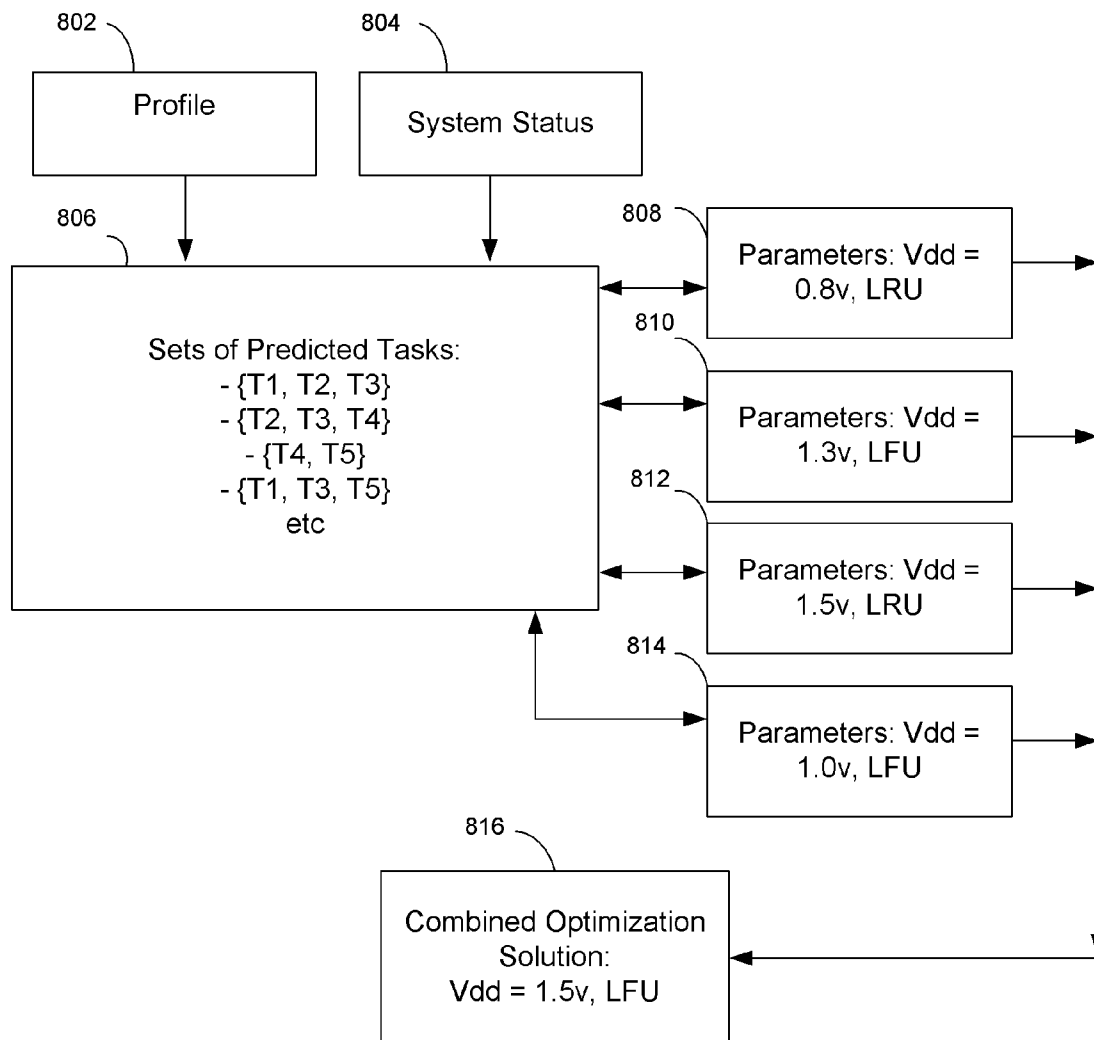 802
804
Profile
System Status
806
808
Parameters: Vdd =
0.8v, LRU
Sets of Predicted Tasks:
- {T1, T2, T3}
- {T2, T3, T4}
- {T4, T5}
- {T1, T3, T5}
etc
810
Parameters: Vdd =
1.3v, LFU
812
Parameters: Vdd =
1.5v, LRU
814
Parameters: Vdd =
1.0v, LFU
816
Combined Optimization
Solution:
Vdd = 1.5v, LFU